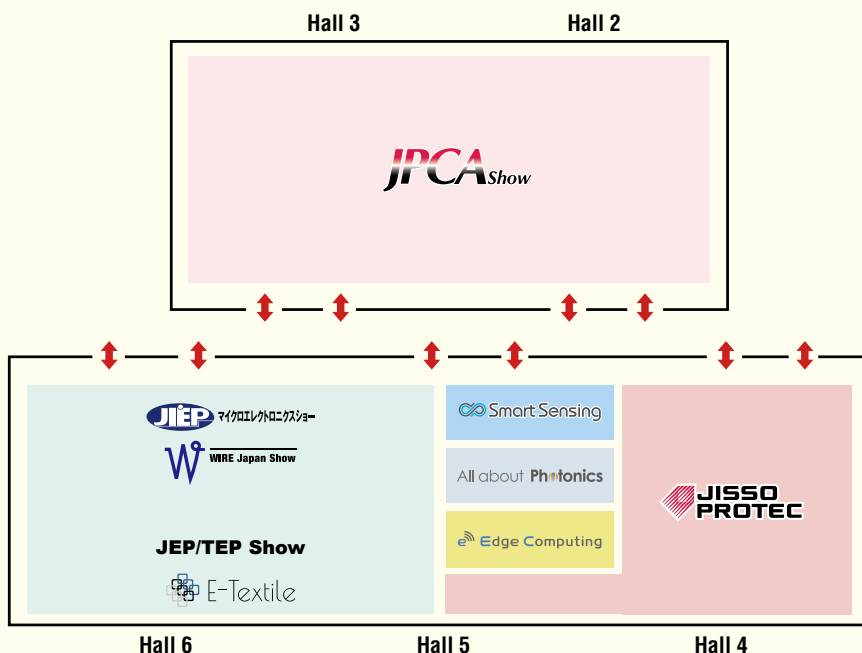 Hall 3
Hall 2
JPCA Show
JIEP マイクロエレクトロニクスショー
W WIRE Japan Show
JEP/TEP Show
E-Textile
Smart Sensing
All about Photonics
e Edge Computing
JISSO
PROTEC
Hall 6
Hall 5
Hall 4